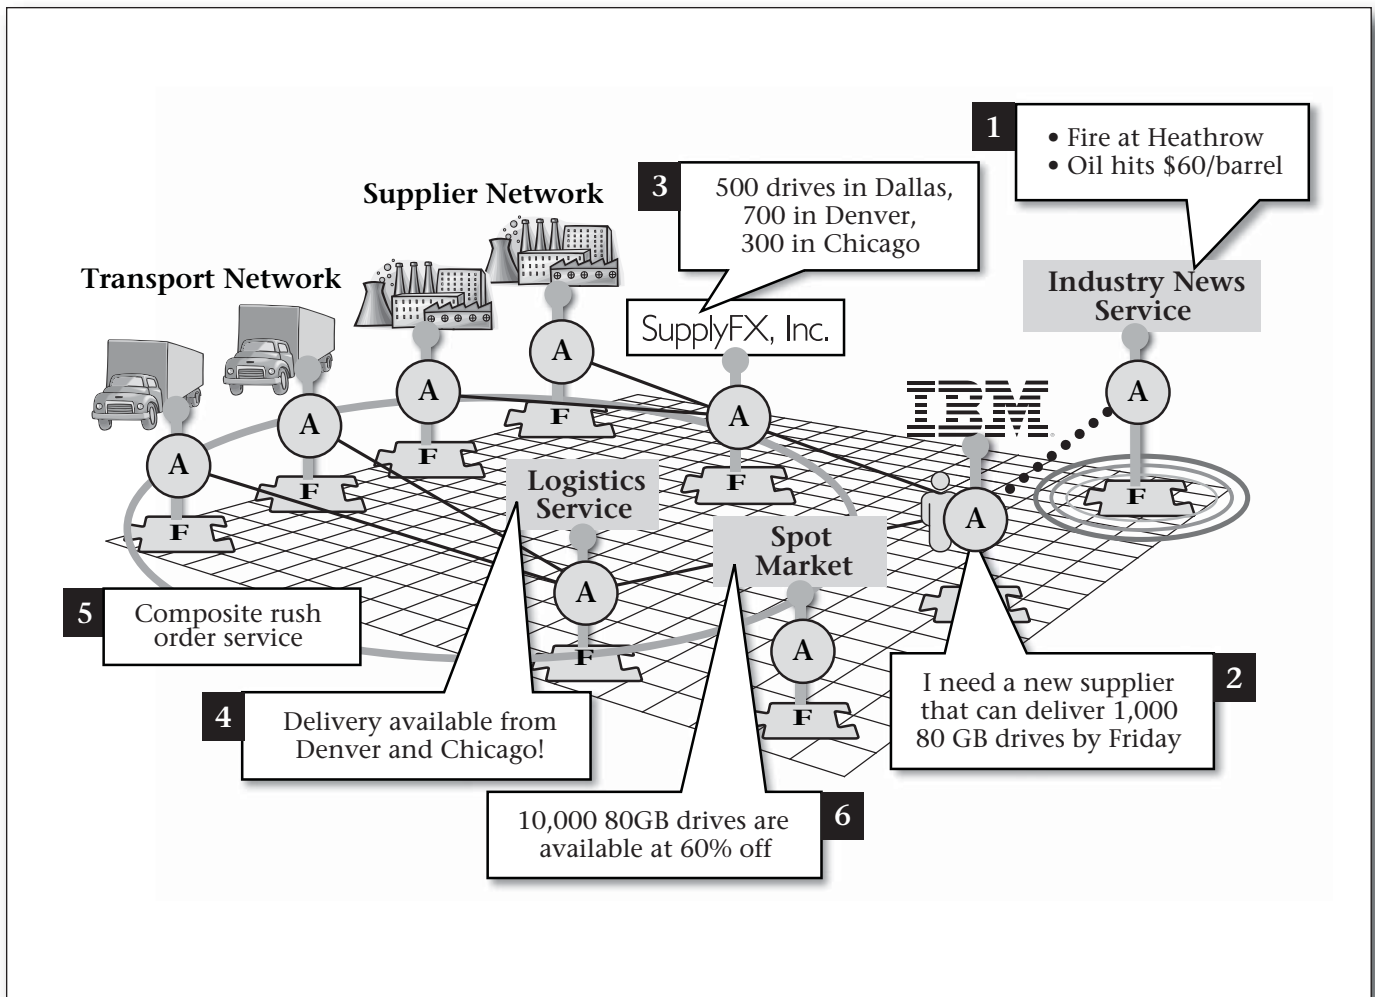 1
• Fire at Heathrow
• Oil hits $60/barrel
3
500 drives in Dallas,
700 in Denver,
300 in Chicago
Supplier Network
Transport Network
Industry News
Service
SupplyFX, Inc.
IBM
A
A
A
A
A
A
A
A
A
A
F
F
F
F
F
F
F
F
F
Logistics
Service
Spot
Market
5
Composite rush
order service
4
Delivery available from
Denver and Chicago!
2
I need a new supplier
that can deliver 1,000
80 GB drives by Friday
6
10,000 80GB drives are
available at 60% off